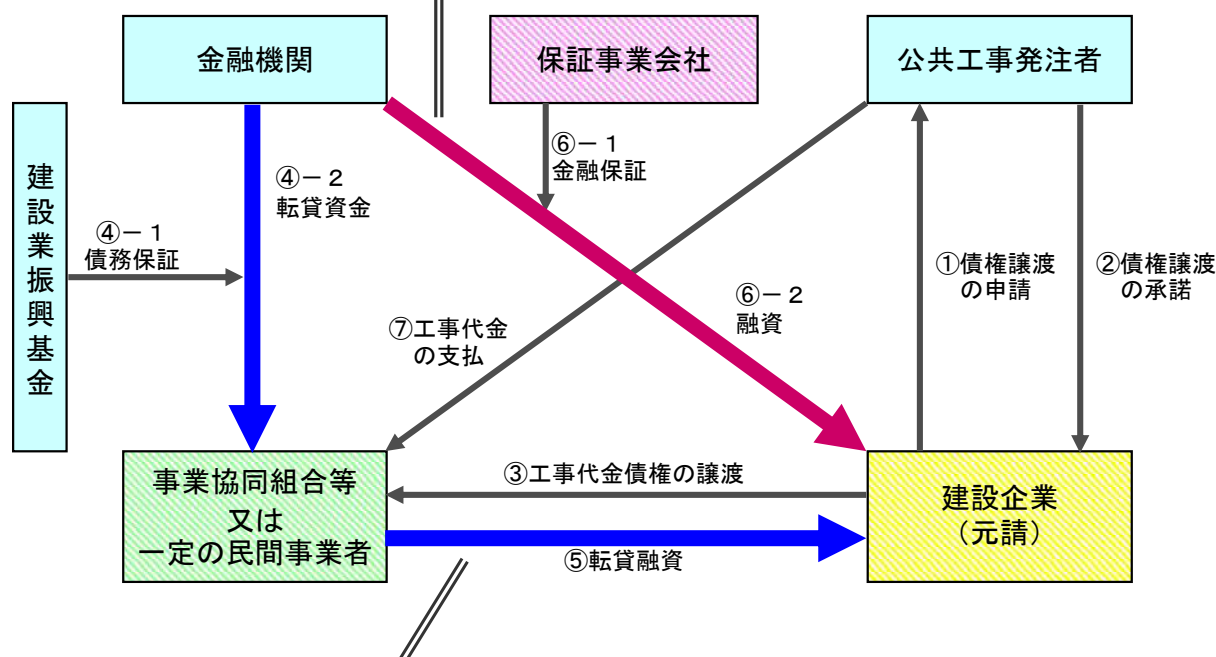 金融機関
保証事業会社
公共工事発注者
建設業振興基金
④－２
転貸資金
④－１
債務保証
⑥－１
金融保証
⑥－２
融資
①債権譲渡
の申請
②債権譲渡
の承諾
⑦工事代金
の支払
③工事代金債権の譲渡
⑤転貸融資
事業協同組合等
又は
一定の民間事業者
建設企業
（元請）